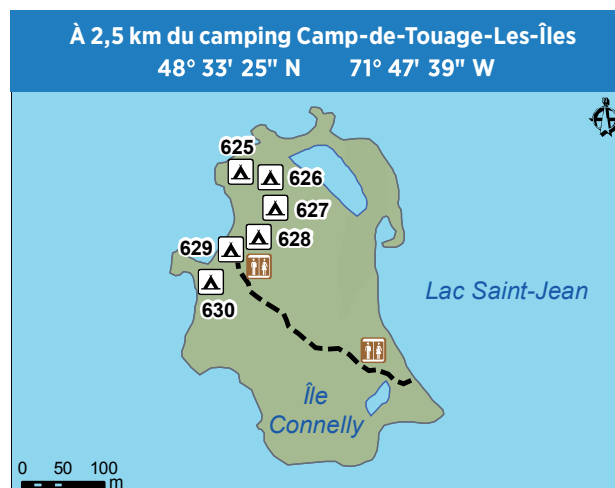 À 2,5 km du camping Camp-de-Touage-Les-Îles
48° 33' 25" N 71° 47' 39" W
625
626
627
628
629
630
Lac Saint-Jean
Île
Connelly
0 50 100
m